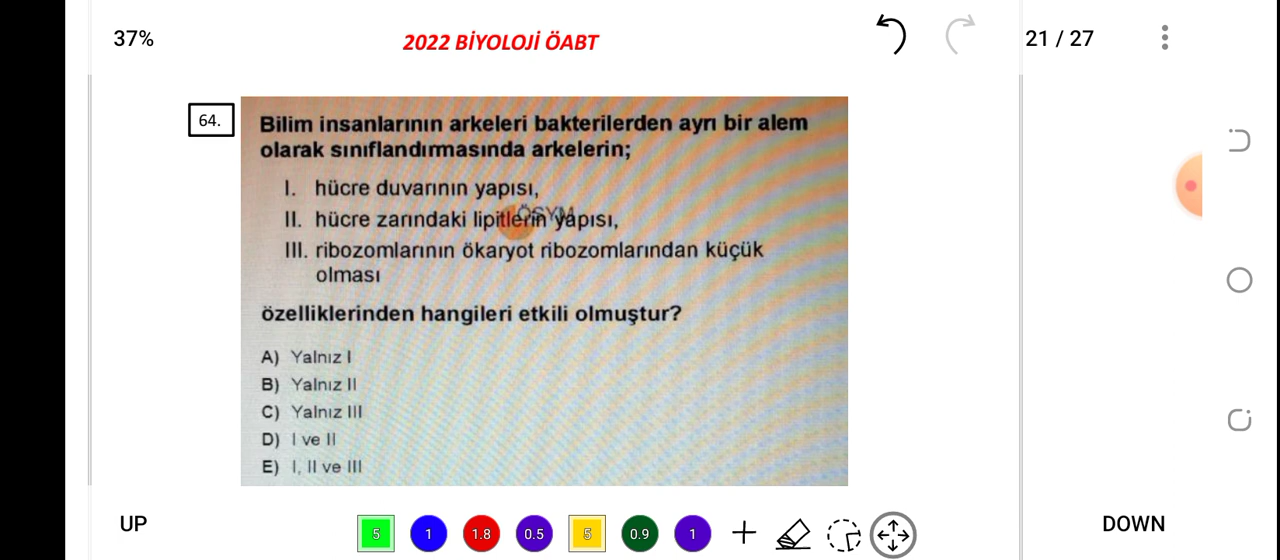 37%
2022 BİYOLOJİ ÖABT
21 / 27
64.
Bilim insanlarının arkeleri bakterilerden ayrı bir alem
olarak sınıflandırmasında arkelerin;
I. hücre duvarının yapısı,
II. hücre zarındaki lipitlerin yapısı,
ÖSYM
III. ribozomlarının ökaryot ribozomlarından küçük
olması
özelliklerinden hangileri etkili olmuştur?
A) Yalnız I
B) Yalnız II
C) Yalnız III
D) I ve II
E) I, II ve III
UP
5 1 1.8 0.5 5 0.9 1
DOWN